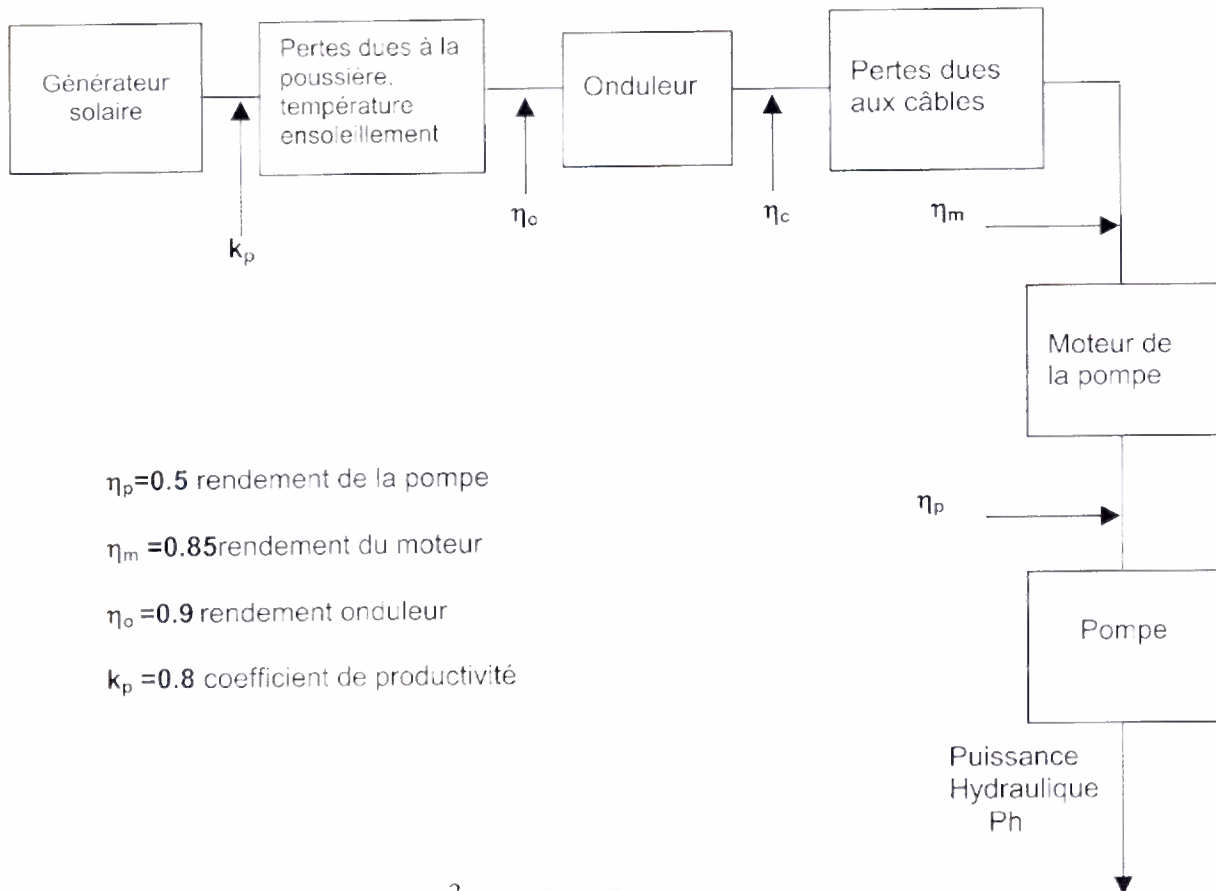 Générateur
solaire
Pertes dues à la
poussière,
température
ensoleillement
Onduleur
Pertes dues
aux câbles
kₚ
ηₒ
η꜀
ηₘ
Moteur de
la pompe
ηₚ
Pompe
Puissance
Hydraulique
Ph
ηₚ=0.5 rendement de la pompe
ηₘ =0.85rendement du moteur
ηₒ =0.9 rendement onduleur
kₚ =0.8 coefficient de productivité
2